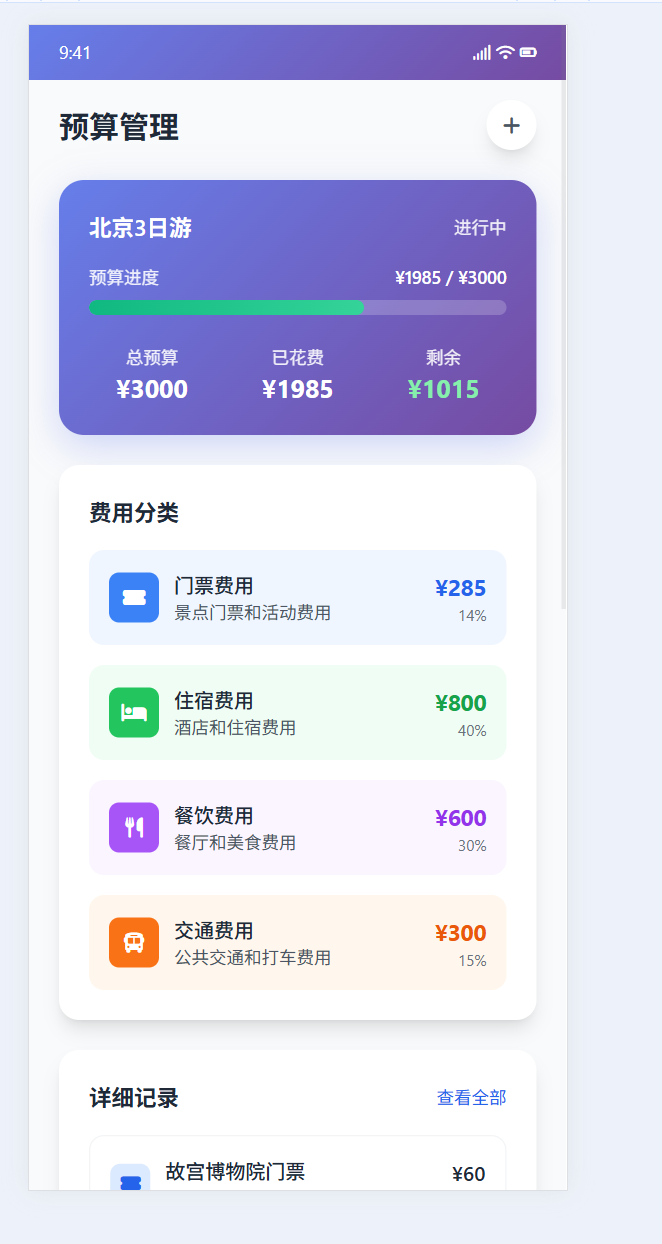 9:41
预算管理
北京3日游 进行中
预算进度 ¥1985 / ¥3000
总预算 已花费 剩余
¥3000 ¥1985 ¥1015
费用分类
门票费用 ¥285
景点门票和活动费用 14%
住宿费用 ¥800
酒店和住宿费用 40%
餐饮费用 ¥600
餐厅和美食费用 30%
交通费用 ¥300
公共交通和打车费用 15%
详细记录 查看全部
故宫博物院门票 ¥60